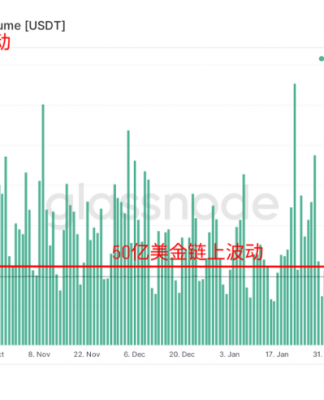 ume [USDT]
动
glassnode
50亿美金链上波动
ct 8. Nov 22. Nov 6. Dec 20. Dec 3. Jan 17. Jan 31.